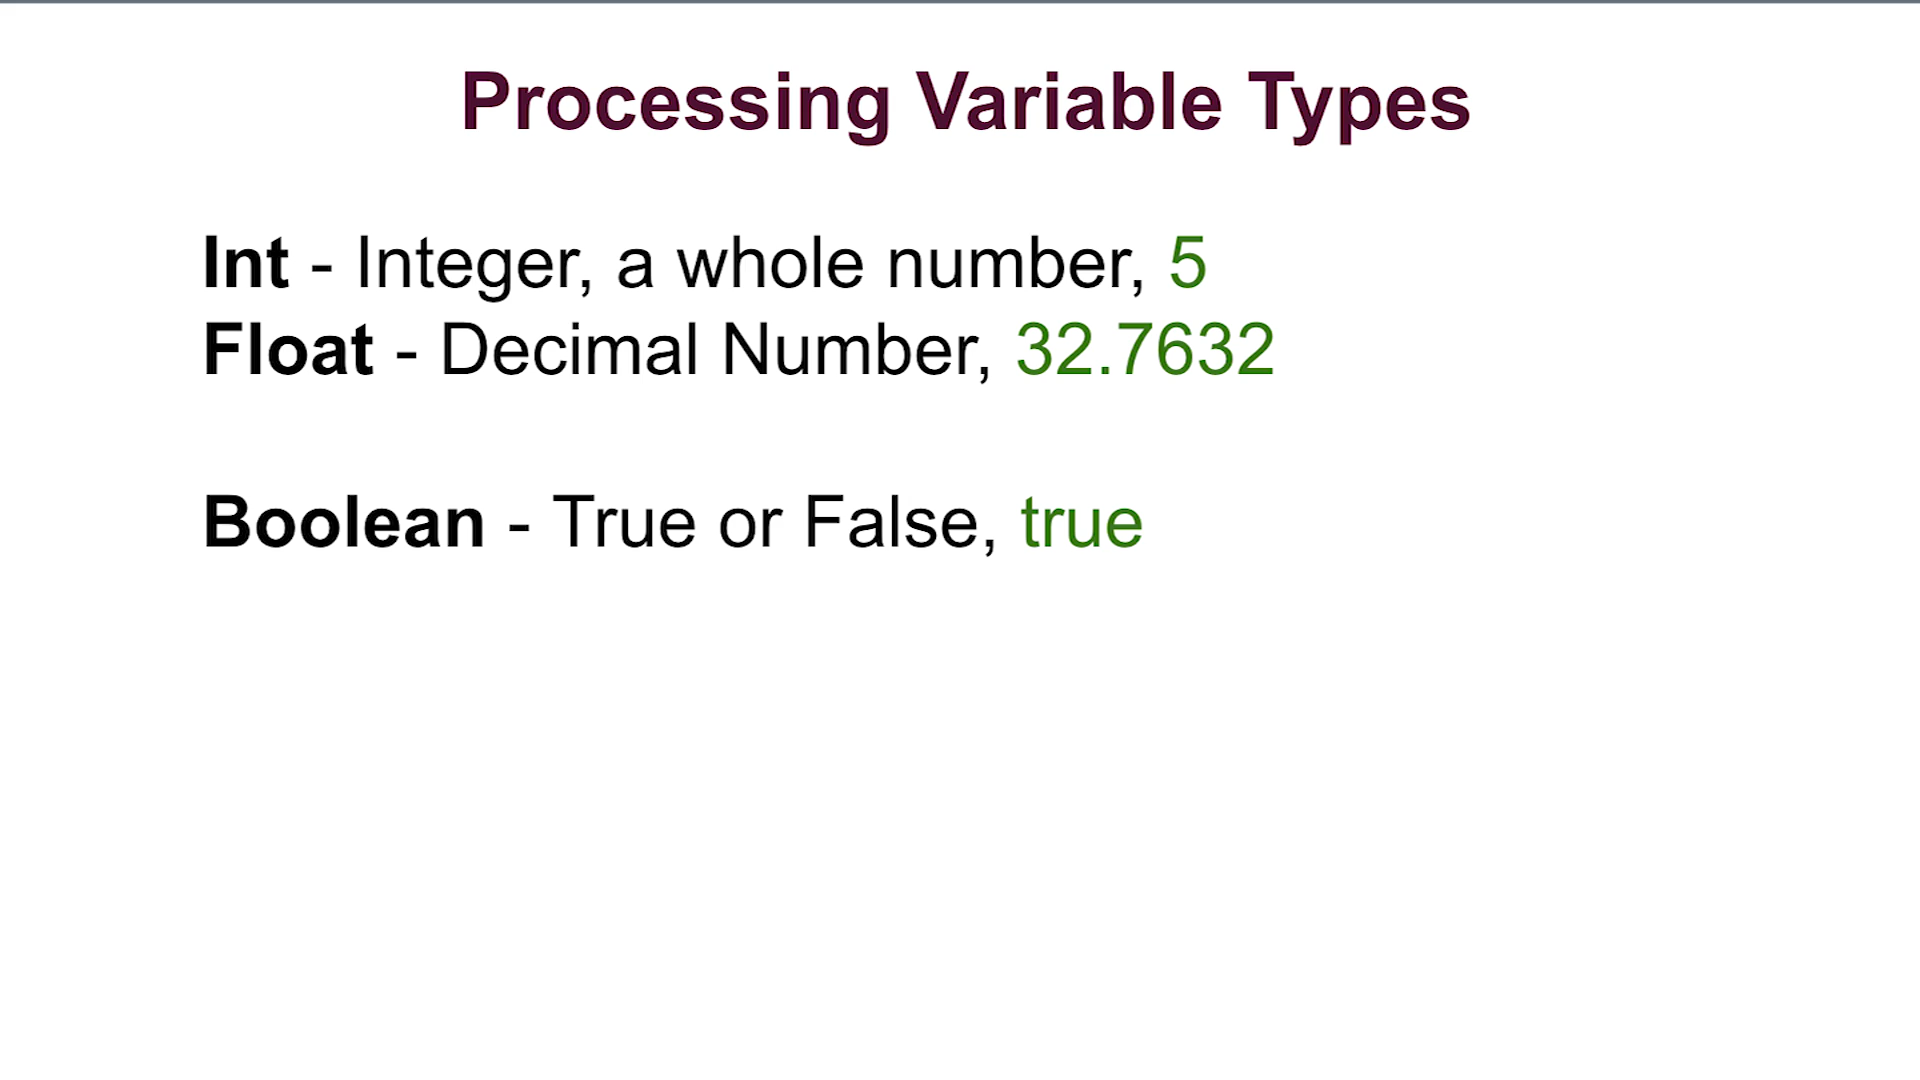 Processing Variable Types
Int - Integer, a whole number, 5
Float - Decimal Number, 32.7632
Boolean - True or False, true